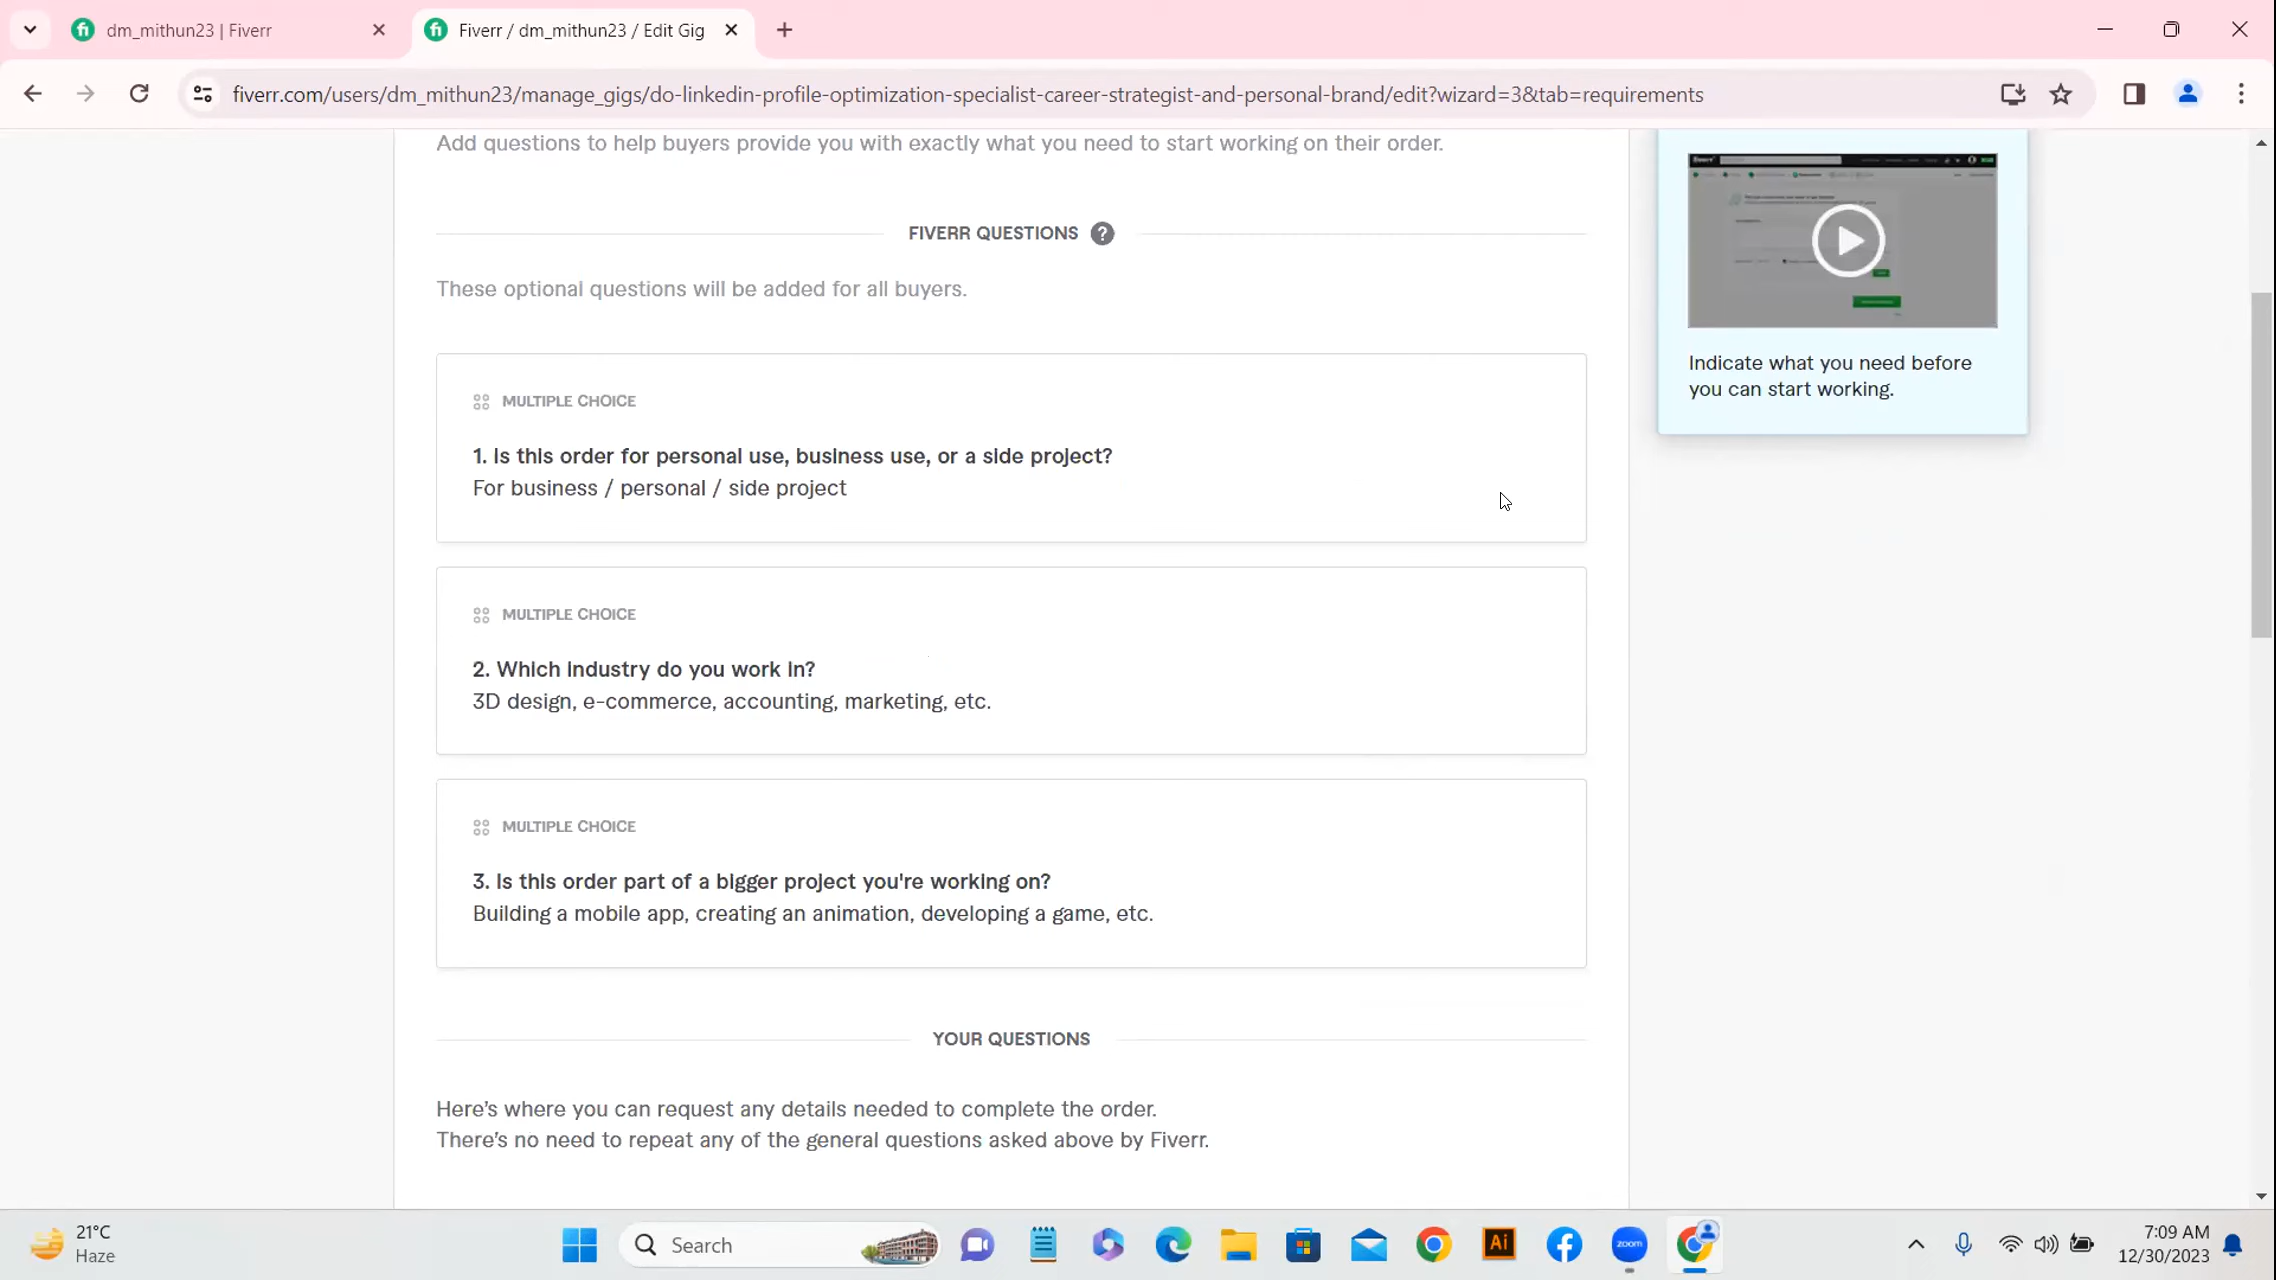 dm_mithun23 | Fiverr
Fiverr / dm_mithun23 / Edit Gig
fiverr.com/users/dm_mithun23/manage_gigs/do-linkedin-profile-optimization-specialist-career-strategist-and-personal-brand/edit?wizard=3&tab=requirements
Add questions to help buyers provide you with exactly what you need to start working on their order.
FIVERR QUESTIONS ?
These optional questions will be added for all buyers.
MULTIPLE CHOICE
1. Is this order for personal use, business use, or a side project?
For business / personal / side project
MULTIPLE CHOICE
2. Which industry do you work in?
3D design, e-commerce, accounting, marketing, etc.
MULTIPLE CHOICE
3. Is this order part of a bigger project you're working on?
Building a mobile app, creating an animation, developing a game, etc.
YOUR QUESTIONS
Here's where you can request any details needed to complete the order.
There's no need to repeat any of the general questions asked above by Fiverr.
Indicate what you need before
you can start working.
21°C
Haze
Search
Ai
zoom
7:09 AM
12/30/2023